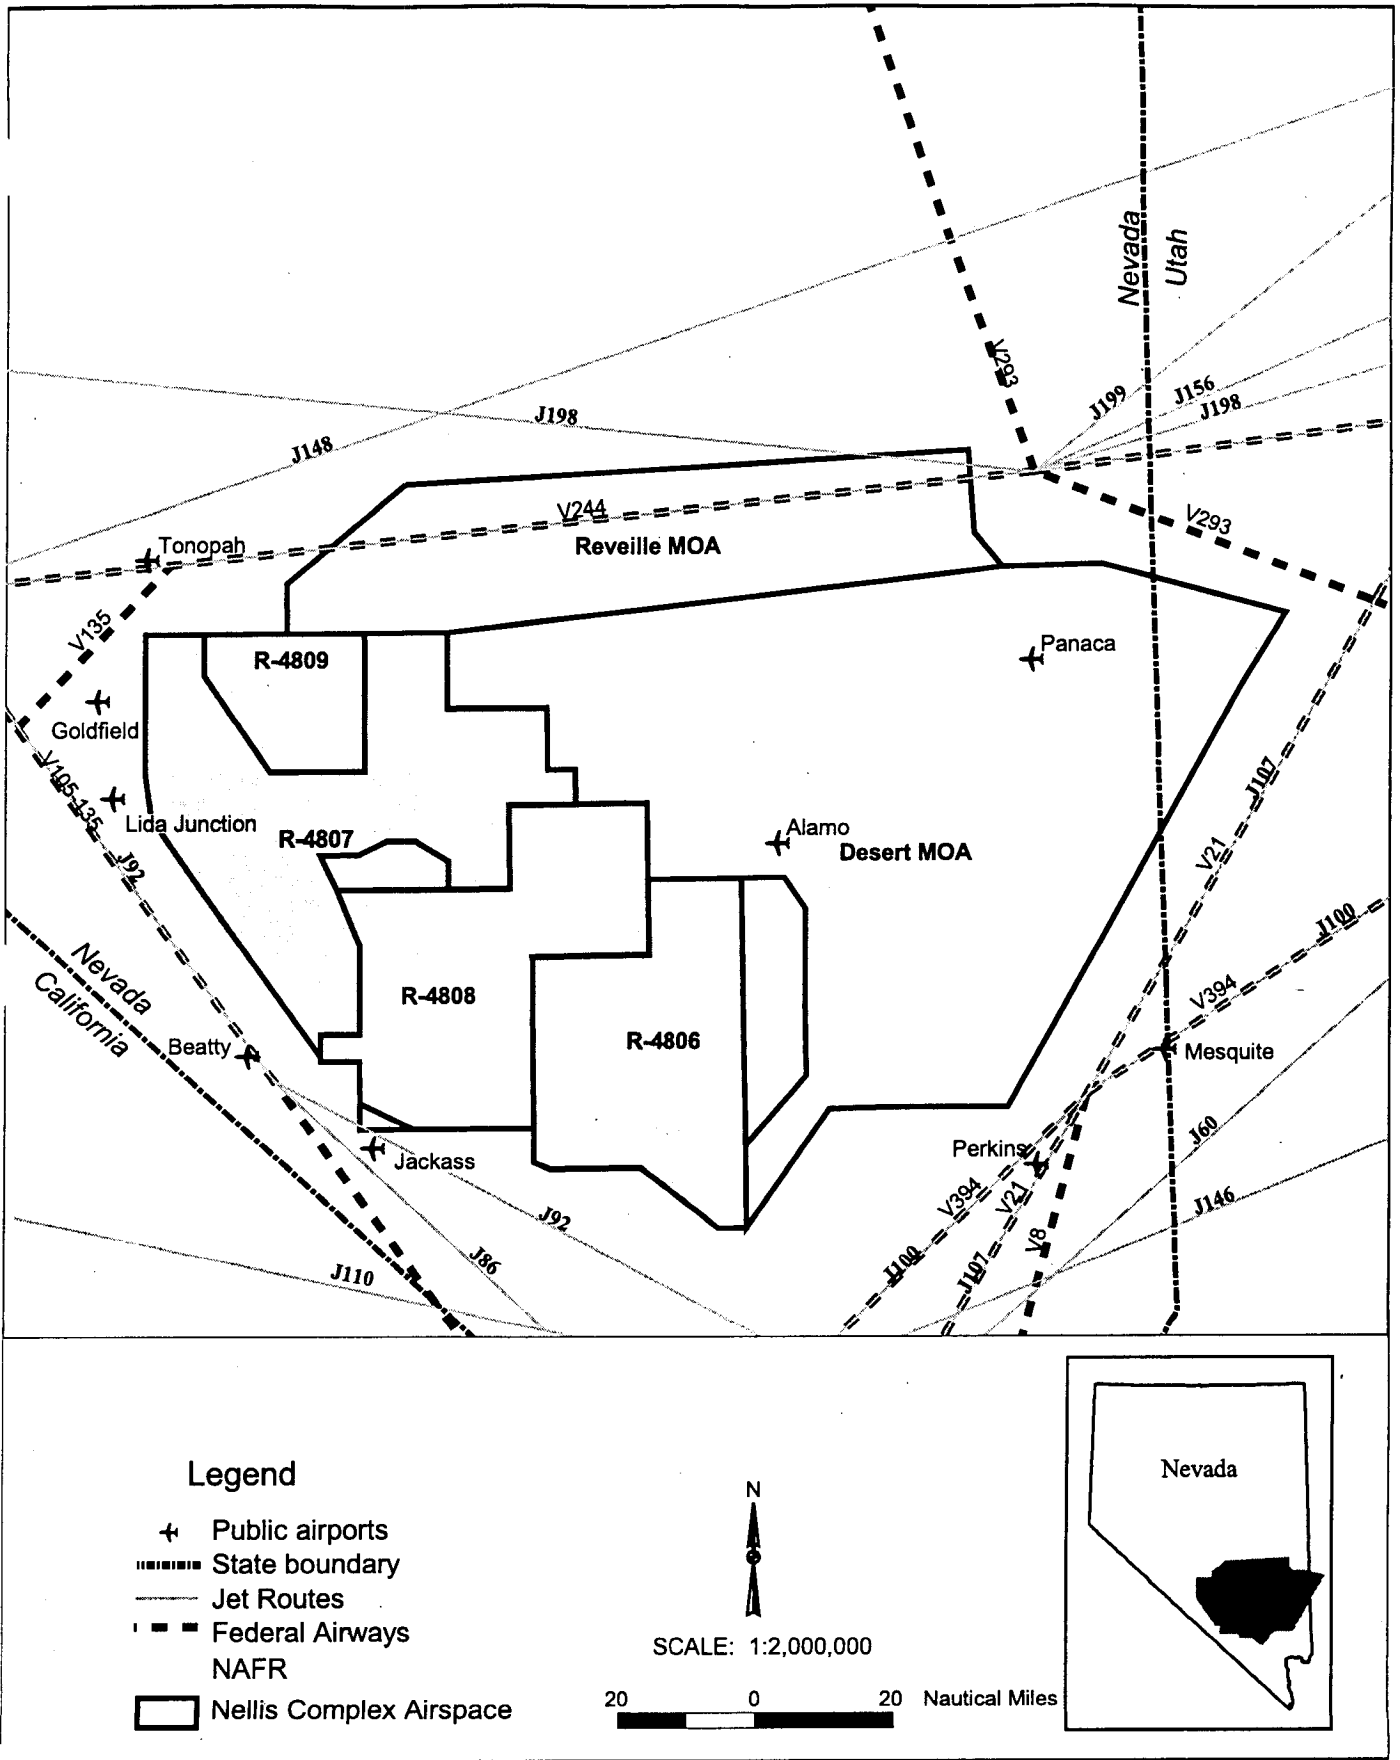 Nevada
Utah
V293
J199
J156
J198
J198
J148
V244
V293
Reveille MOA
Tonopah
V135
Panaca
R-4809
Goldfield
V105-135
J107
Lida Junction
R-4807
Alamo
Desert MOA
V21
J92
J100
Nevada
California
R-4808
V394
R-4806
Beatty
Mesquite
J60
Perkins
Jackass
V394
V21
J146
J92
V8
J86
J100
J107
J110
Nevada
Legend
Public airports
State boundary
Jet Routes
Federal Airways
NAFR
Nellis Complex Airspace
N
SCALE: 1:2,000,000
20 0 20 Nautical Miles